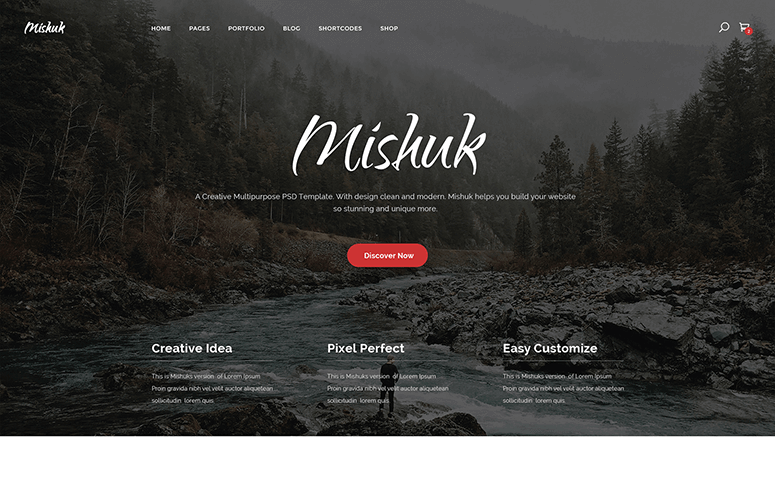 Mishuk
HOME PAGES PORTFOLIO BLOG SHORTCODES SHOP
2
Mishuk
A Creative Multipurpose PSD Template. With design clean and modern. Mishuk helps you build your website
so stunning and unique more.
Discover Now
Creative Idea
This is Mishuks version of Lorem Ipsum.
Proin gravida nibh vel velit auctor aliquetean
sollicitudin lorem quis.
Pixel Perfect
This is Mishuks version of Lorem Ipsum.
Proin gravida nibh vel velit auctor aliquetean
sollicitudin lorem quis.
Easy Customize
This is Mishuks version of Lorem Ipsum.
Proin gravida nibh vel velit auctor aliquetean
sollicitudin lorem quis.